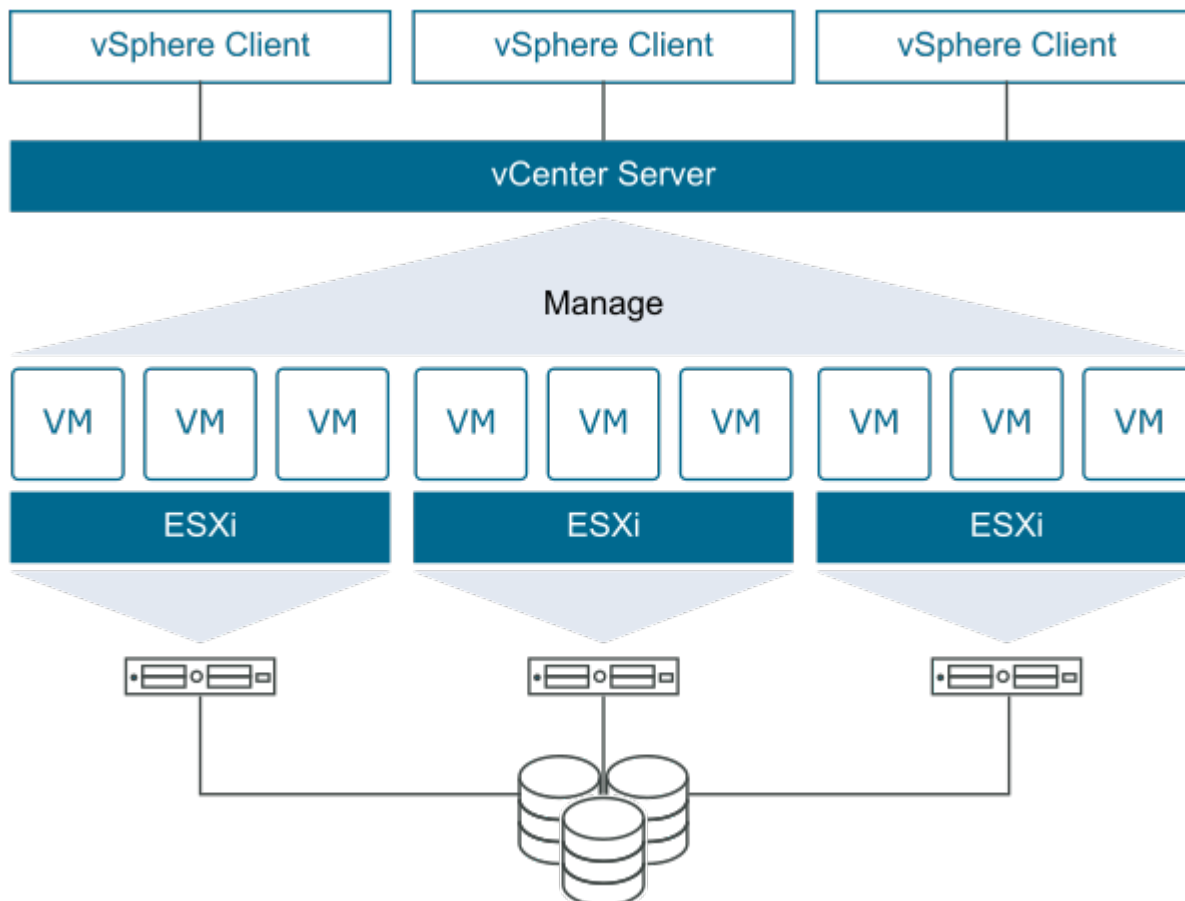 vSphere Client
vSphere Client
vSphere Client
vCenter Server
Manage
VM
VM
VM
VM
VM
VM
VM
VM
VM
ESXi
ESXi
ESXi